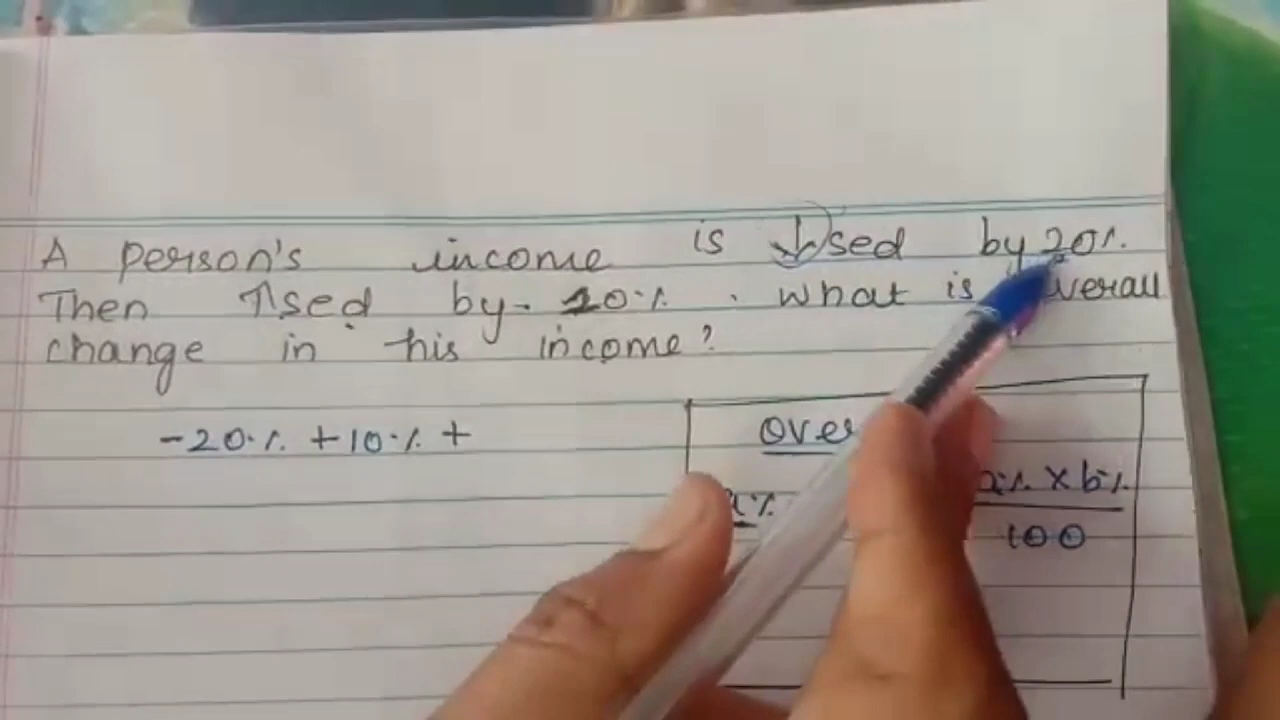 A person's income is ↓sed by 20%.
Then ↑sed by 10%. What is overall
change in his income?
-20% + 10% +
over
a% a% × b%
100